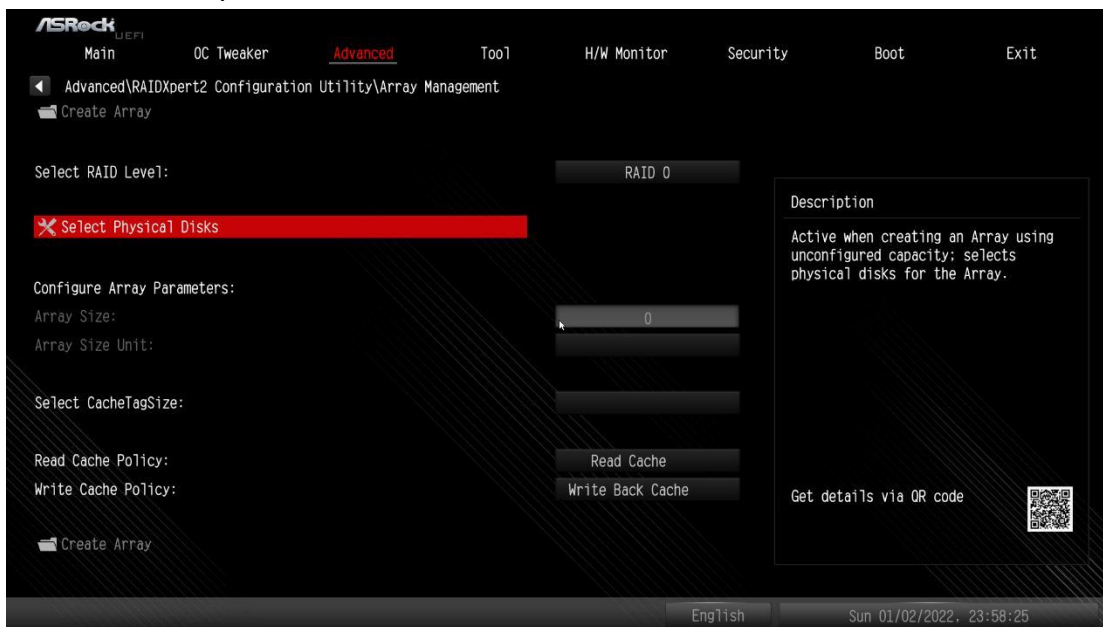 ASRock UEFI
Main OC Tweaker Advanced Tool H/W Monitor Security Boot Exit
Advanced\RAIDXpert2 Configuration Utility\Array Management
Create Array
Select RAID Level: RAID 0
Select Physical Disks
Configure Array Parameters:
Array Size: 0
Array Size Unit:
Select CacheTagSize:
Read Cache Policy: Read Cache
Write Cache Policy: Write Back Cache
Create Array
Description
Active when creating an Array using
unconfigured capacity; selects
physical disks for the Array.
Get details via QR code
English Sun 01/02/2022, 23:58:25